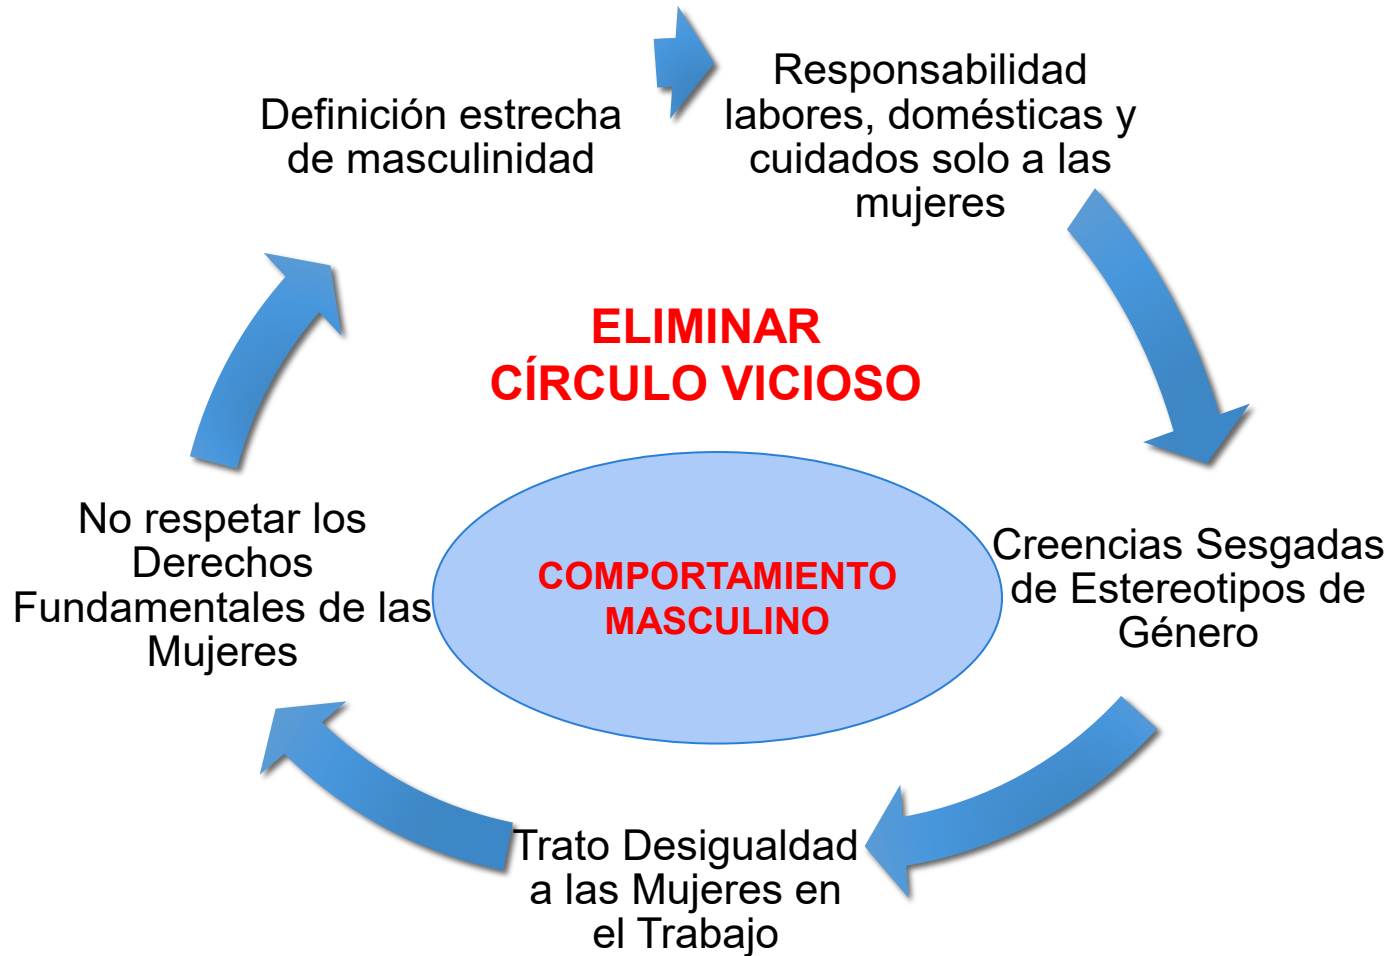 Definición estrecha
de masculinidad
Responsabilidad
labores, domésticas y
cuidados solo a las
mujeres
ELIMINAR
CÍRCULO VICIOSO
No respetar los
Derechos
Fundamentales de las
Mujeres
COMPORTAMIENTO
MASCULINO
Creencias Sesgadas
de Estereotipos de
Género
Trato Desigualdad
a las Mujeres en
el Trabajo